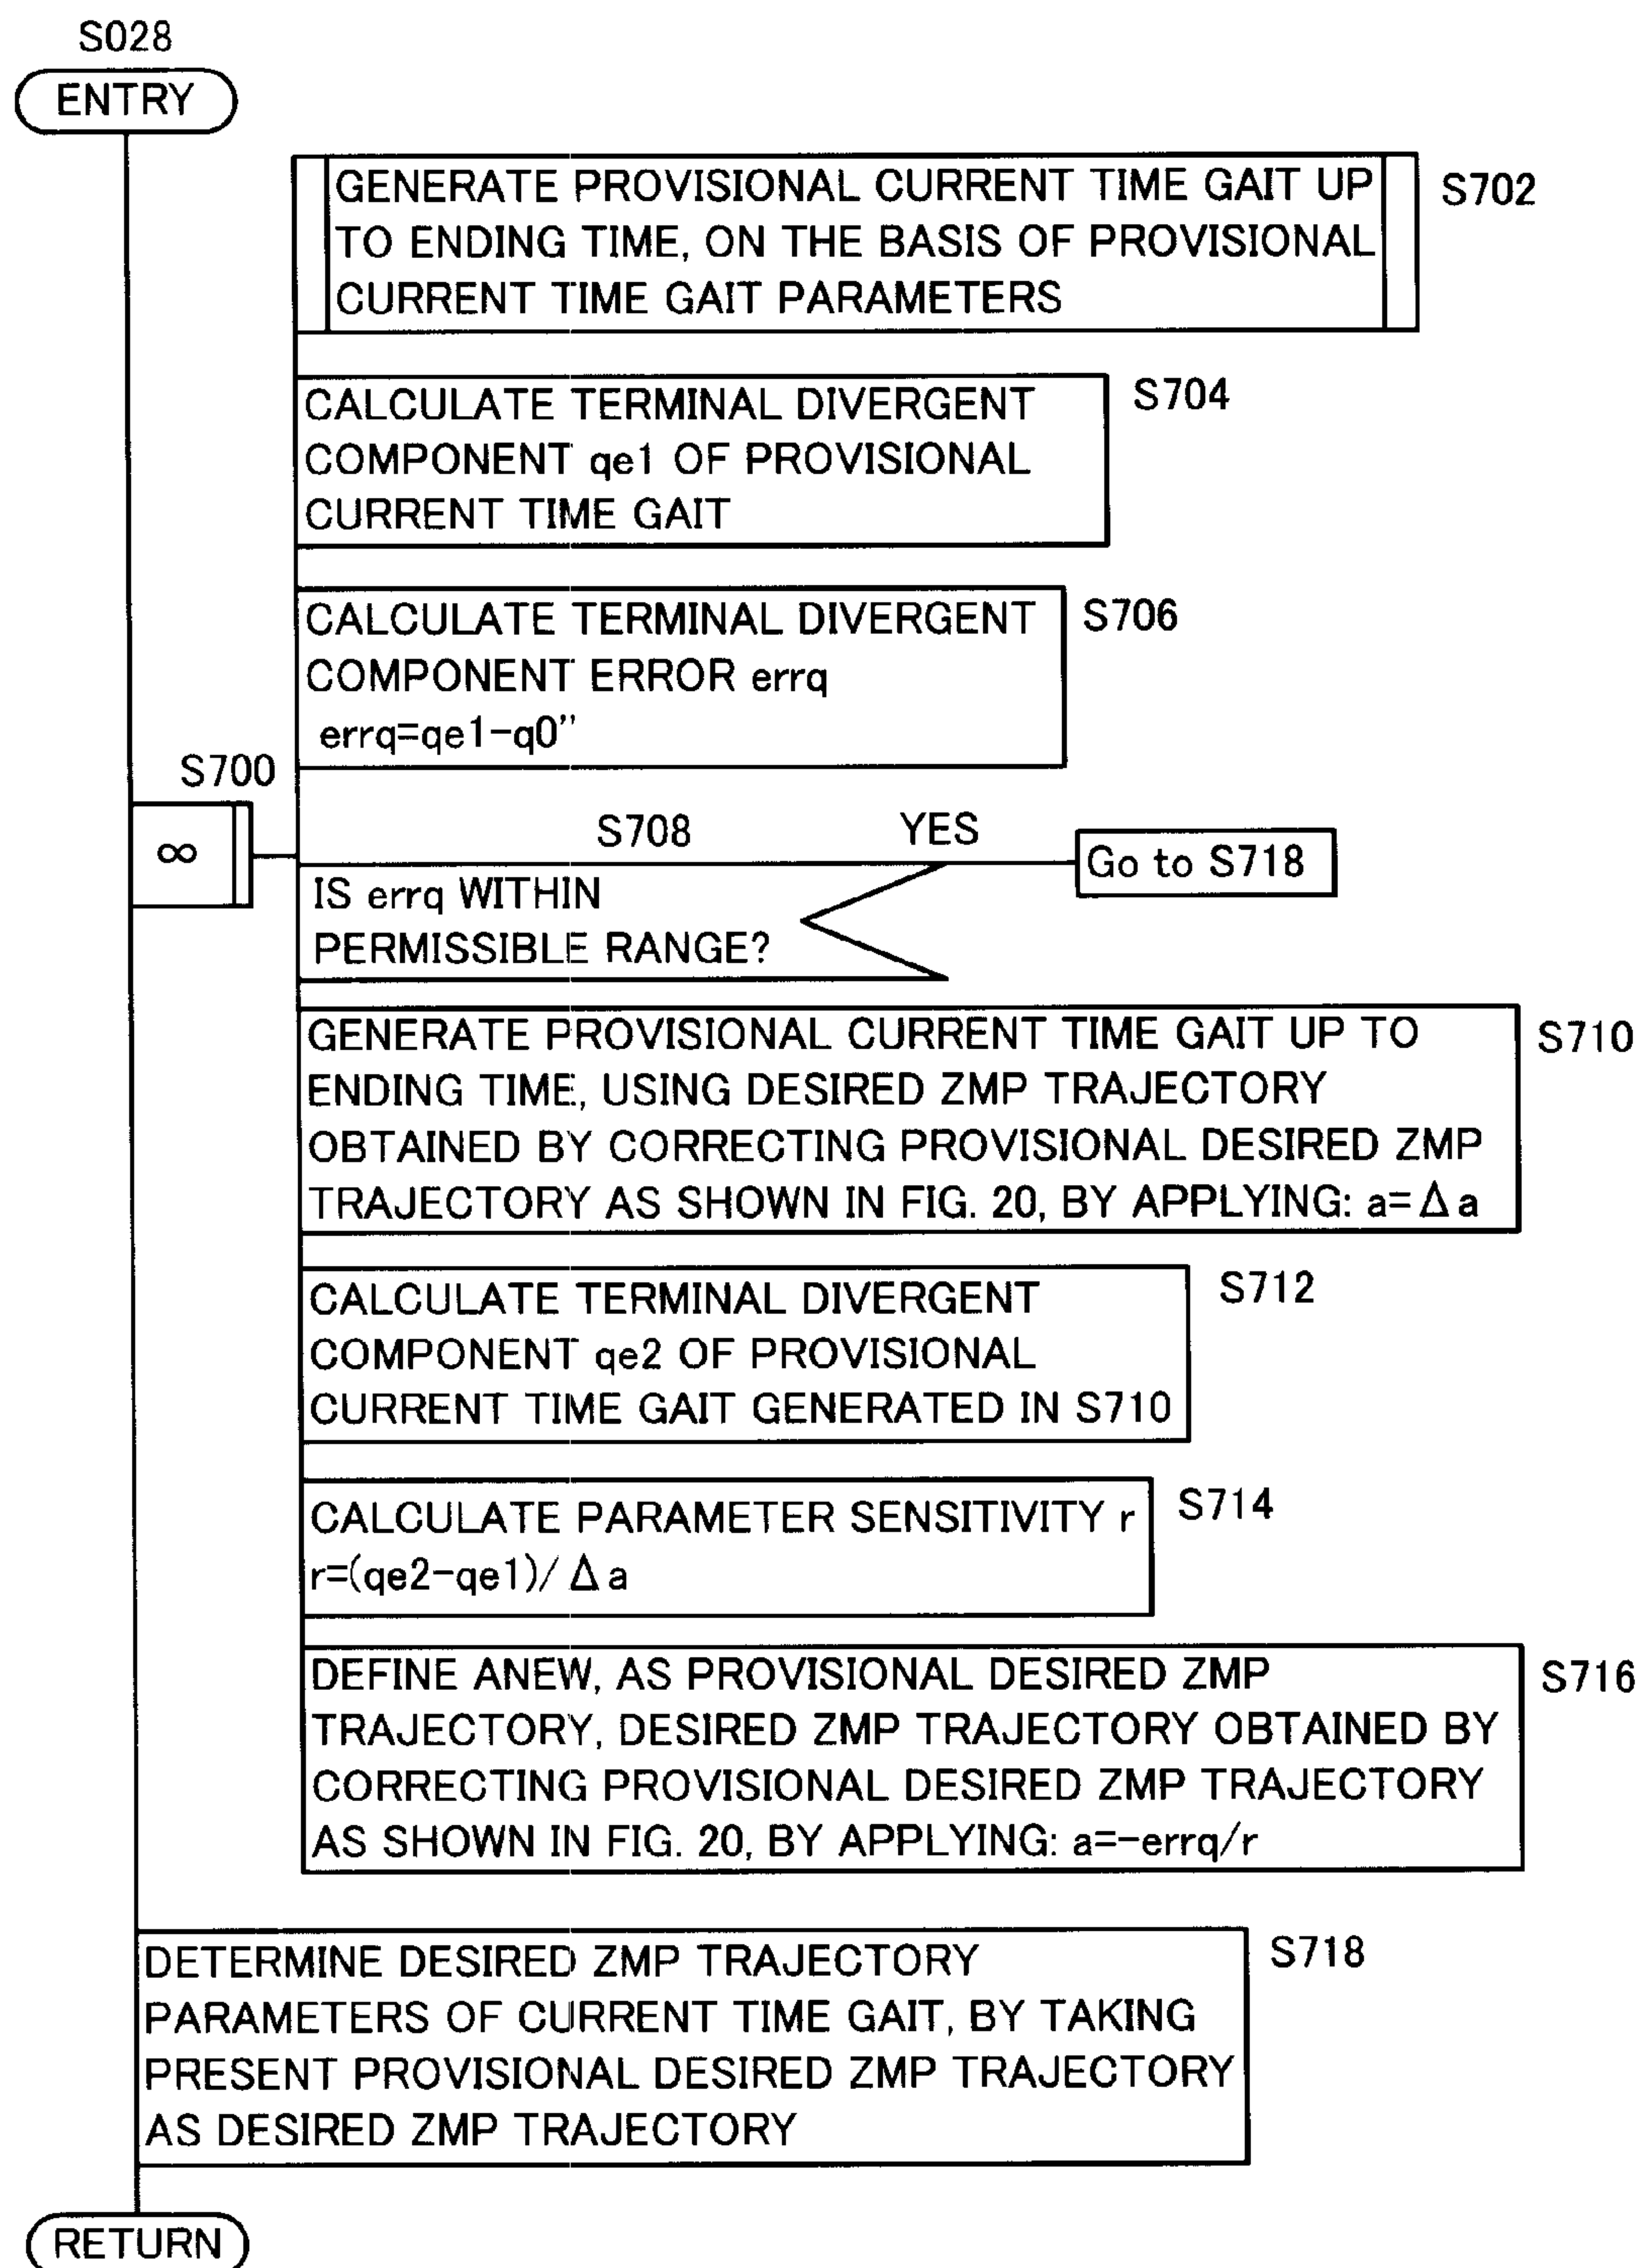 S028
ENTRY
GENERATE PROVISIONAL CURRENT TIME GAIT UP
TO ENDING TIME, ON THE BASIS OF PROVISIONAL
CURRENT TIME GAIT PARAMETERS
S702
CALCULATE TERMINAL DIVERGENT
COMPONENT qe1 OF PROVISIONAL
CURRENT TIME GAIT
S704
CALCULATE TERMINAL DIVERGENT
COMPONENT ERROR errq
errq=qe1-q0"
S706
S700
∞
S708
YES
Go to S718
IS errq WITHIN
PERMISSIBLE RANGE?
GENERATE PROVISIONAL CURRENT TIME GAIT UP TO
ENDING TIME, USING DESIRED ZMP TRAJECTORY
OBTAINED BY CORRECTING PROVISIONAL DESIRED ZMP
TRAJECTORY AS SHOWN IN FIG. 20, BY APPLYING: a=Δa
S710
CALCULATE TERMINAL DIVERGENT
COMPONENT qe2 OF PROVISIONAL
CURRENT TIME GAIT GENERATED IN S710
S712
CALCULATE PARAMETER SENSITIVITY r
r=(qe2-qe1)/Δa
S714
DEFINE ANEW, AS PROVISIONAL DESIRED ZMP
TRAJECTORY, DESIRED ZMP TRAJECTORY OBTAINED BY
CORRECTING PROVISIONAL DESIRED ZMP TRAJECTORY
AS SHOWN IN FIG. 20, BY APPLYING: a=-errq/r
S716
DETERMINE DESIRED ZMP TRAJECTORY
PARAMETERS OF CURRENT TIME GAIT, BY TAKING
PRESENT PROVISIONAL DESIRED ZMP TRAJECTORY
AS DESIRED ZMP TRAJECTORY
S718
RETURN